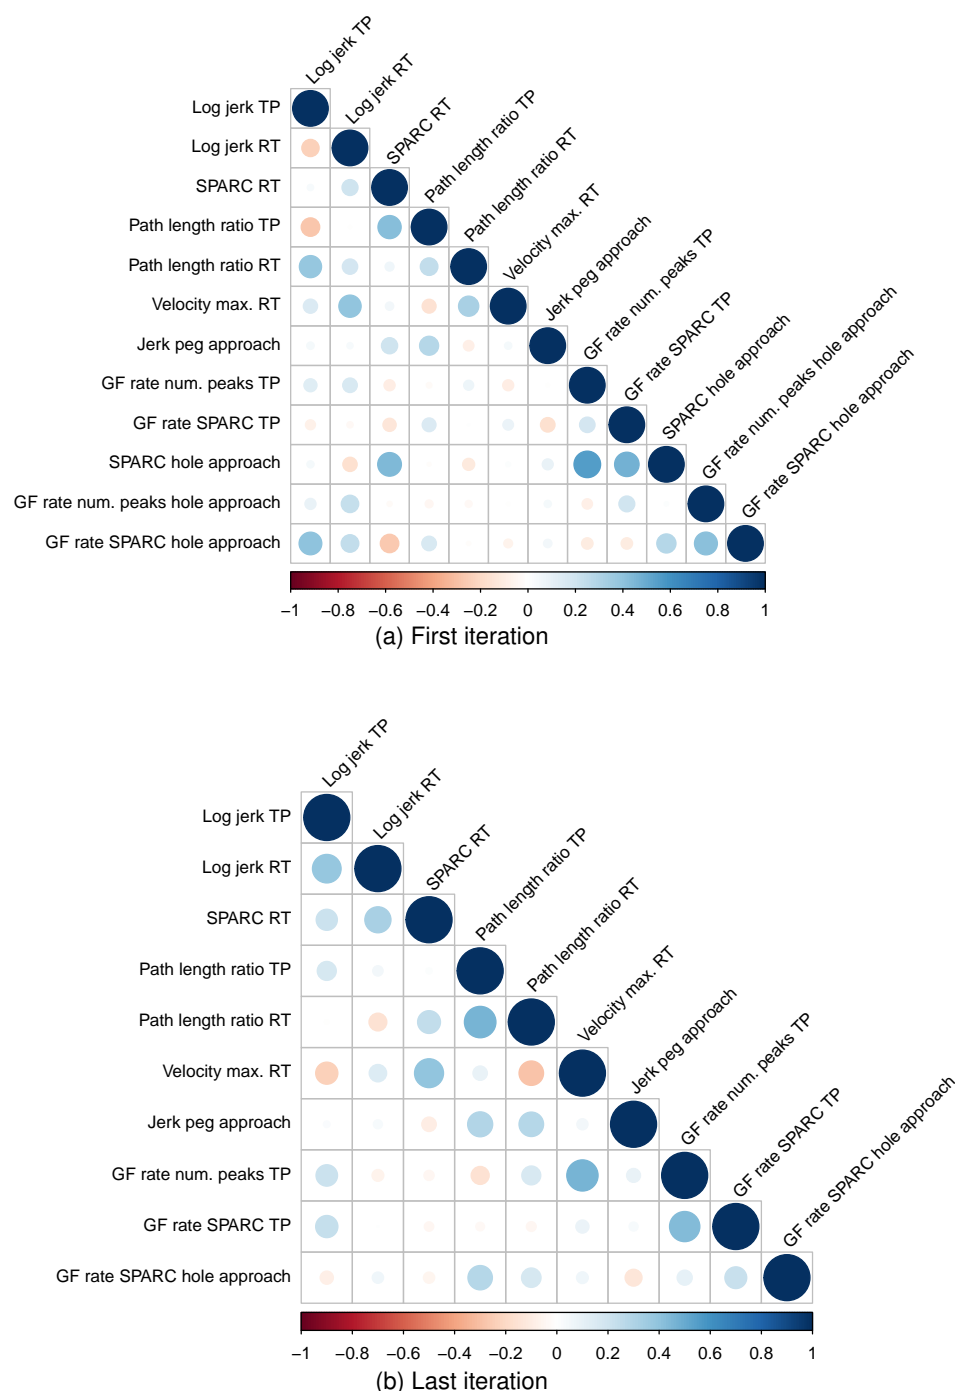 Log jerk TP
Log jerk RT
SPARC RT
Path length ratio TP
Path length ratio RT
Velocity max. RT
Jerk peg approach
GF rate num. peaks TP
GF rate SPARC TP
SPARC hole approach
GF rate num. peaks hole approach
GF rate SPARC hole approach
Log jerk TP
Log jerk RT
SPARC RT
Path length ratio TP
Path length ratio RT
Velocity max. RT
Jerk peg approach
GF rate num. peaks TP
GF rate SPARC TP
SPARC hole approach
GF rate num. peaks hole approach
GF rate SPARC hole approach
−1 −0.8 −0.6 −0.4 −0.2 0 0.2 0.4 0.6 0.8 1
(a) First iteration
Log jerk TP
Log jerk RT
SPARC RT
Path length ratio TP
Path length ratio RT
Velocity max. RT
Jerk peg approach
GF rate num. peaks TP
GF rate SPARC TP
GF rate SPARC hole approach
Log jerk TP
Log jerk RT
SPARC RT
Path length ratio TP
Path length ratio RT
Velocity max. RT
Jerk peg approach
GF rate num. peaks TP
GF rate SPARC TP
GF rate SPARC hole approach
−1 −0.8 −0.6 −0.4 −0.2 0 0.2 0.4 0.6 0.8 1
(b) Last iteration